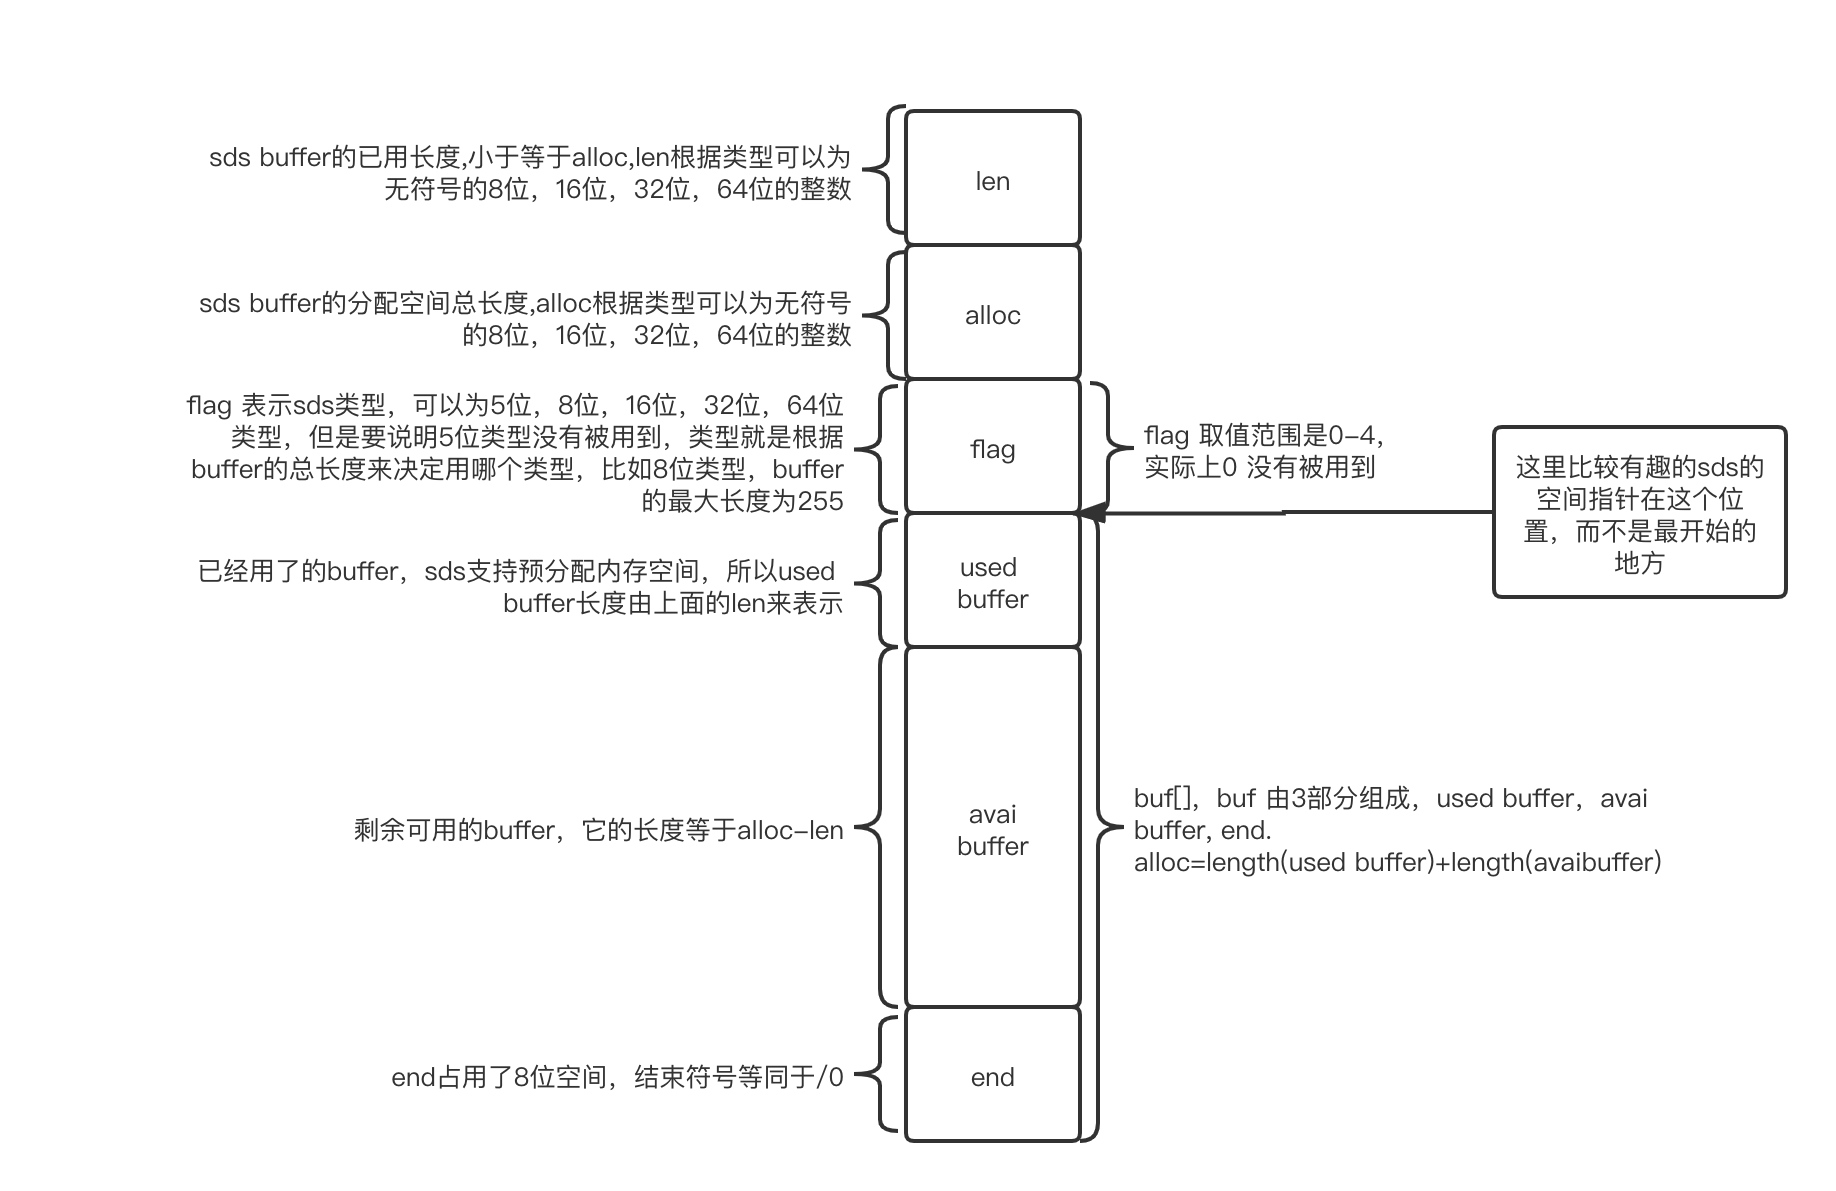 sds buffer的已用长度,小于等于alloc,len根据类型可以为
无符号的8位，16位，32位，64位的整数
len
sds buffer的分配空间总长度,alloc根据类型可以为无符号
的8位，16位，32位，64位的整数
alloc
flag 表示sds类型，可以为5位，8位，16位，32位，64位
类型，但是要说明5位类型没有被用到，类型就是根据
buffer的总长度来决定用哪个类型，比如8位类型，buffer
的最大长度为255
flag
flag 取值范围是0-4,
实际上0 没有被用到
这里比较有趣的sds的
空间指针在这个位
置，而不是最开始的
地方
已经用了的buffer，sds支持预分配内存空间，所以used
buffer长度由上面的len来表示
used
buffer
剩余可用的buffer，它的长度等于alloc-len
avai
buffer
buf[]，buf 由3部分组成，used buffer，avai
buffer, end.
alloc=length(used buffer)+length(avaibuffer)
end占用了8位空间，结束符号等同于/0
end